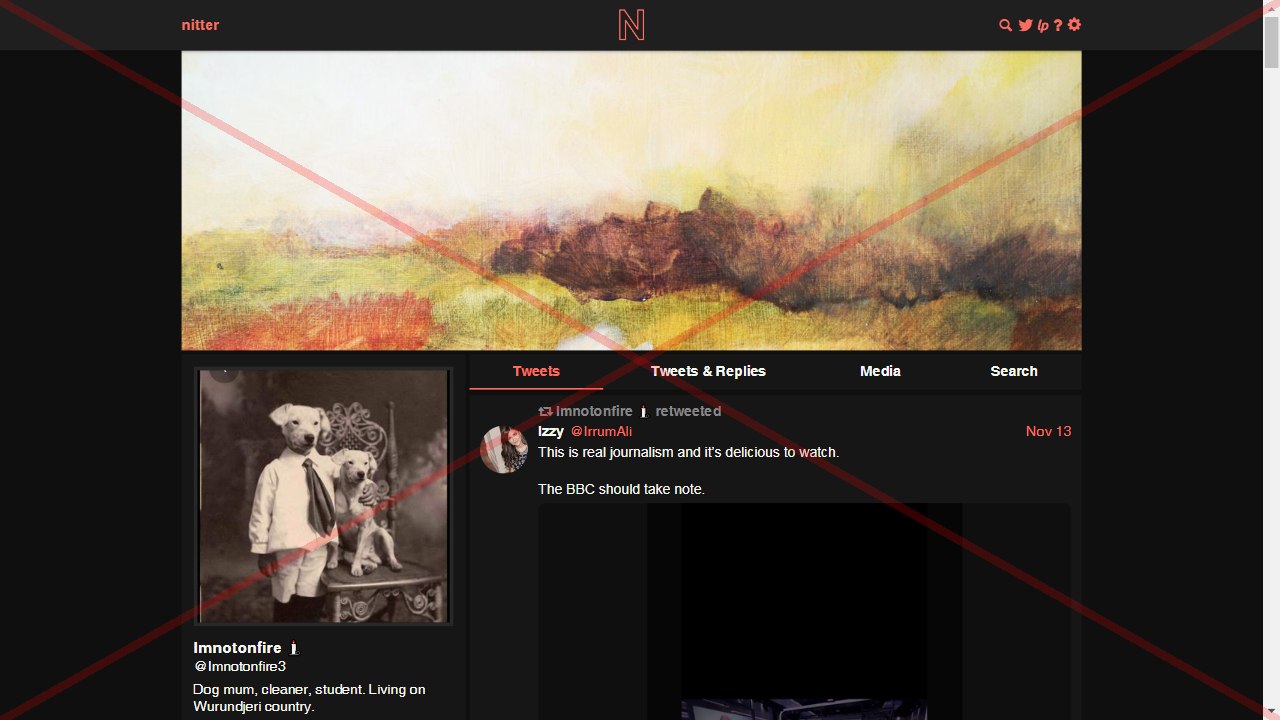 nitter
N
lp ?
Tweets
Tweets & Replies
Media
Search
Imnotonfire retweeted
Izzy @IrrumAli
Nov 13
This is real journalism and it's delicious to watch.
The BBC should take note.
Imnotonfire
@Imnotonfire3
Dog mum, cleaner, student. Living on
Wurundjeri country.